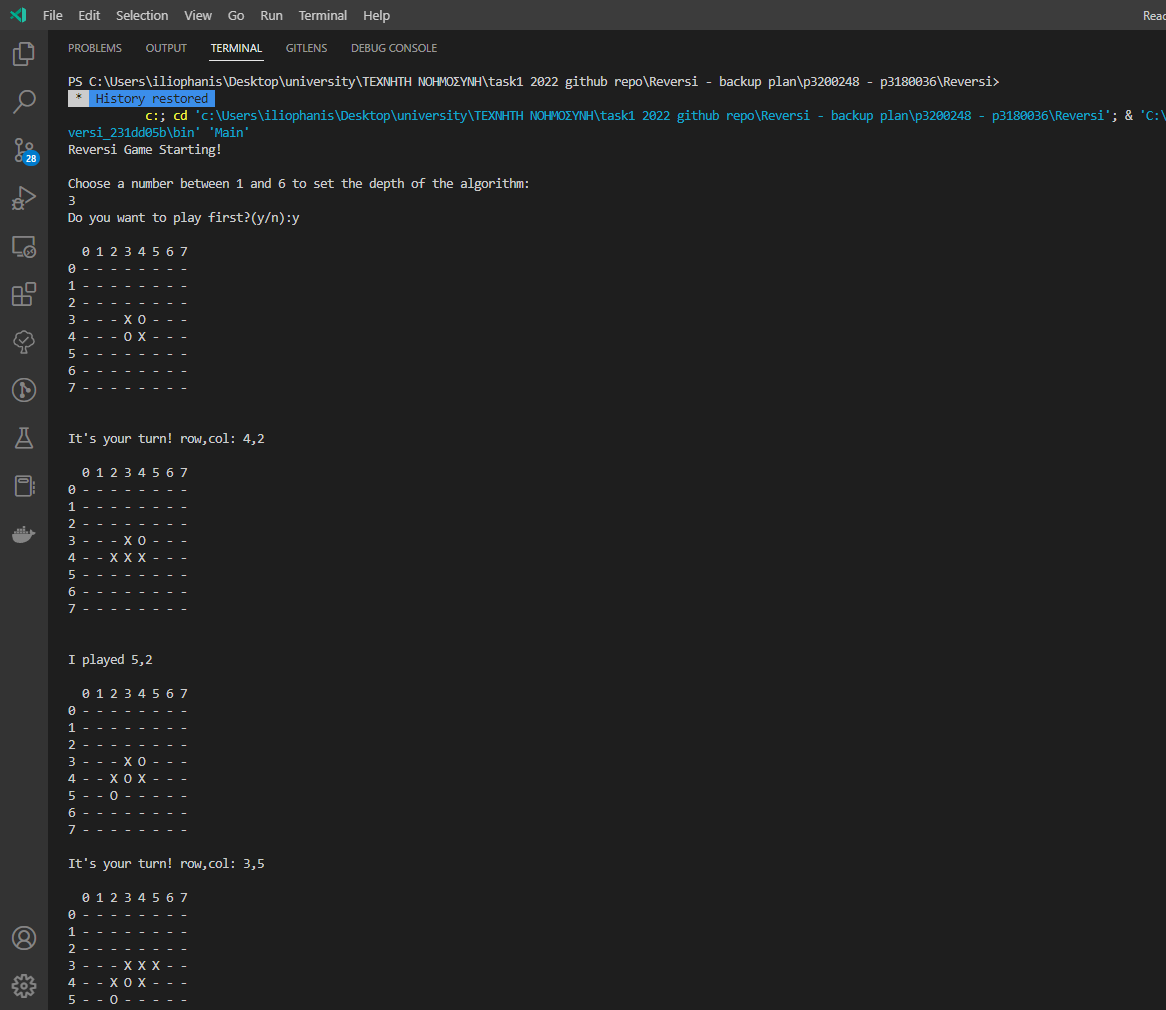 File Edit Selection View Go Run Terminal Help
PROBLEMS OUTPUT TERMINAL GITLENS DEBUG CONSOLE
PS C:\Users\iliophanis\Desktop\university\ΤΕΧΝΗΤΗ ΝΟΗΜΟΣΥΝΗ\task1 2022 github repo\Reversi - backup plan\p3200248 - p3180036\Reversi>
* History restored
c:; cd 'c:\Users\iliophanis\Desktop\university\ΤΕΧΝΗΤΗ ΝΟΗΜΟΣΥΝΗ\task1 2022 github repo\Reversi - backup plan\p3200248 - p3180036\Reversi'; & 'C:\
versi_231dd05b\bin' 'Main'
28
Reversi Game Starting!
Choose a number between 1 and 6 to set the depth of the algorithm:
3
Do you want to play first?(y/n):y
0 1 2 3 4 5 6 7
0 - - - - - - - -
1 - - - - - - - -
2 - - - - - - - -
3 - - - X O - - -
4 - - - O X - - -
5 - - - - - - - -
6 - - - - - - - -
7 - - - - - - - -
It's your turn! row,col: 4,2
0 1 2 3 4 5 6 7
0 - - - - - - - -
1 - - - - - - - -
2 - - - - - - - -
3 - - - X O - - -
4 - - X X X - - -
5 - - - - - - - -
6 - - - - - - - -
7 - - - - - - - -
I played 5,2
0 1 2 3 4 5 6 7
0 - - - - - - - -
1 - - - - - - - -
2 - - - - - - - -
3 - - - X O - - -
4 - - X O X - - -
5 - - O - - - - -
6 - - - - - - - -
7 - - - - - - - -
It's your turn! row,col: 3,5
0 1 2 3 4 5 6 7
0 - - - - - - - -
1 - - - - - - - -
2 - - - - - - - -
3 - - - X X X - -
4 - - X O X - - -
5 - - O - - - - -